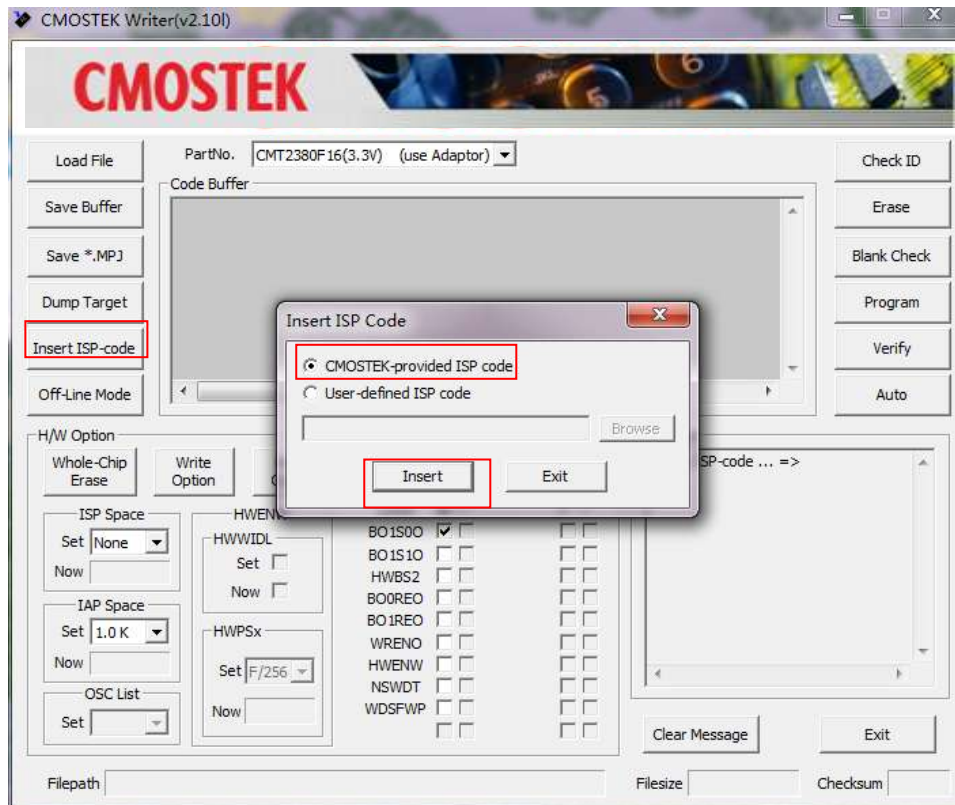 CMOSTEK Writer(v2.10l)
CMOSTEK
Load File
PartNo.
CMT2380F16(3.3V) (use Adaptor)
Check ID
Code Buffer
Save Buffer
Erase
Save *.MPJ
Blank Check
Dump Target
Program
Insert ISP Code
Insert ISP-code
CMOSTEK-provided ISP code
Verify
User-defined ISP code
Off-Line Mode
Auto
Browse
H/W Option
Insert
Exit
Whole-Chip
Erase
Write
Option
SP-code ... =>
ISP Space
Set None
Now
HWWIDL
Set
Now
BO1S0O
BO1S1O
HWBS2
BO0REO
BO1REO
WRENO
HWENW
NSWDT
WDSFWP
IAP Space
Set 1.0 K
Now
HWPSx
Set F/256
Now
OSC List
Set
Clear Message
Exit
Filepath
Filesize
Checksum